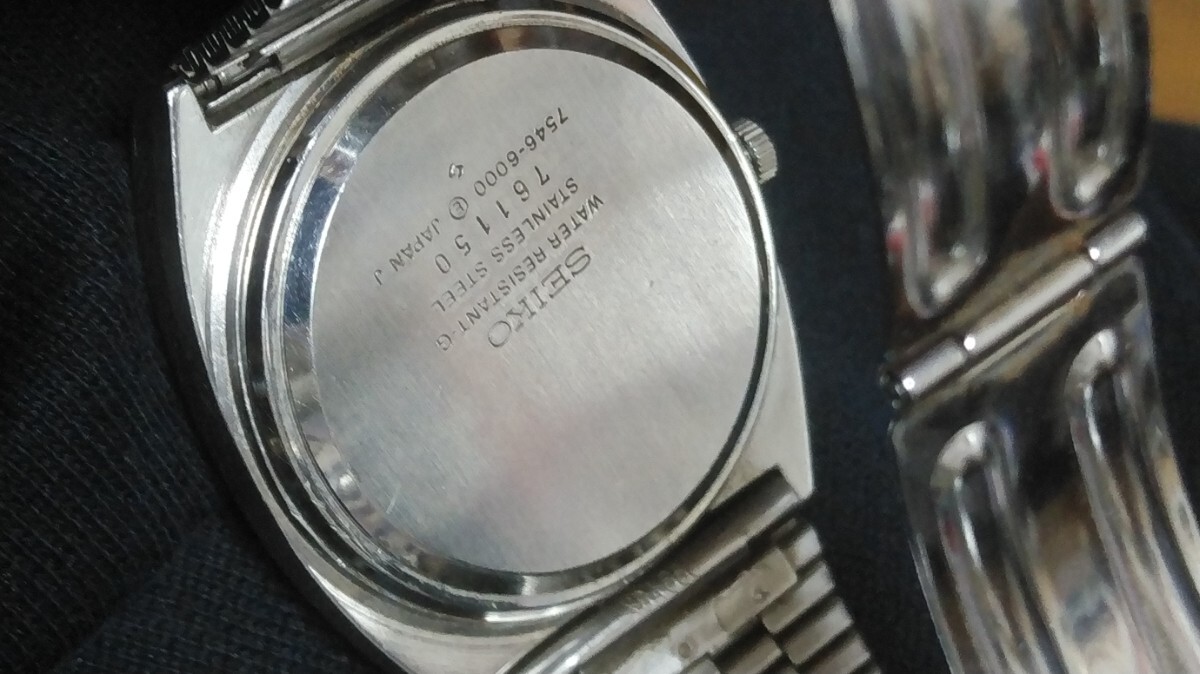 SEIKO
WATER RESISTANT-G
STAINLESS STEEL
761150
7546-6000 Ⓛ JAPAN J